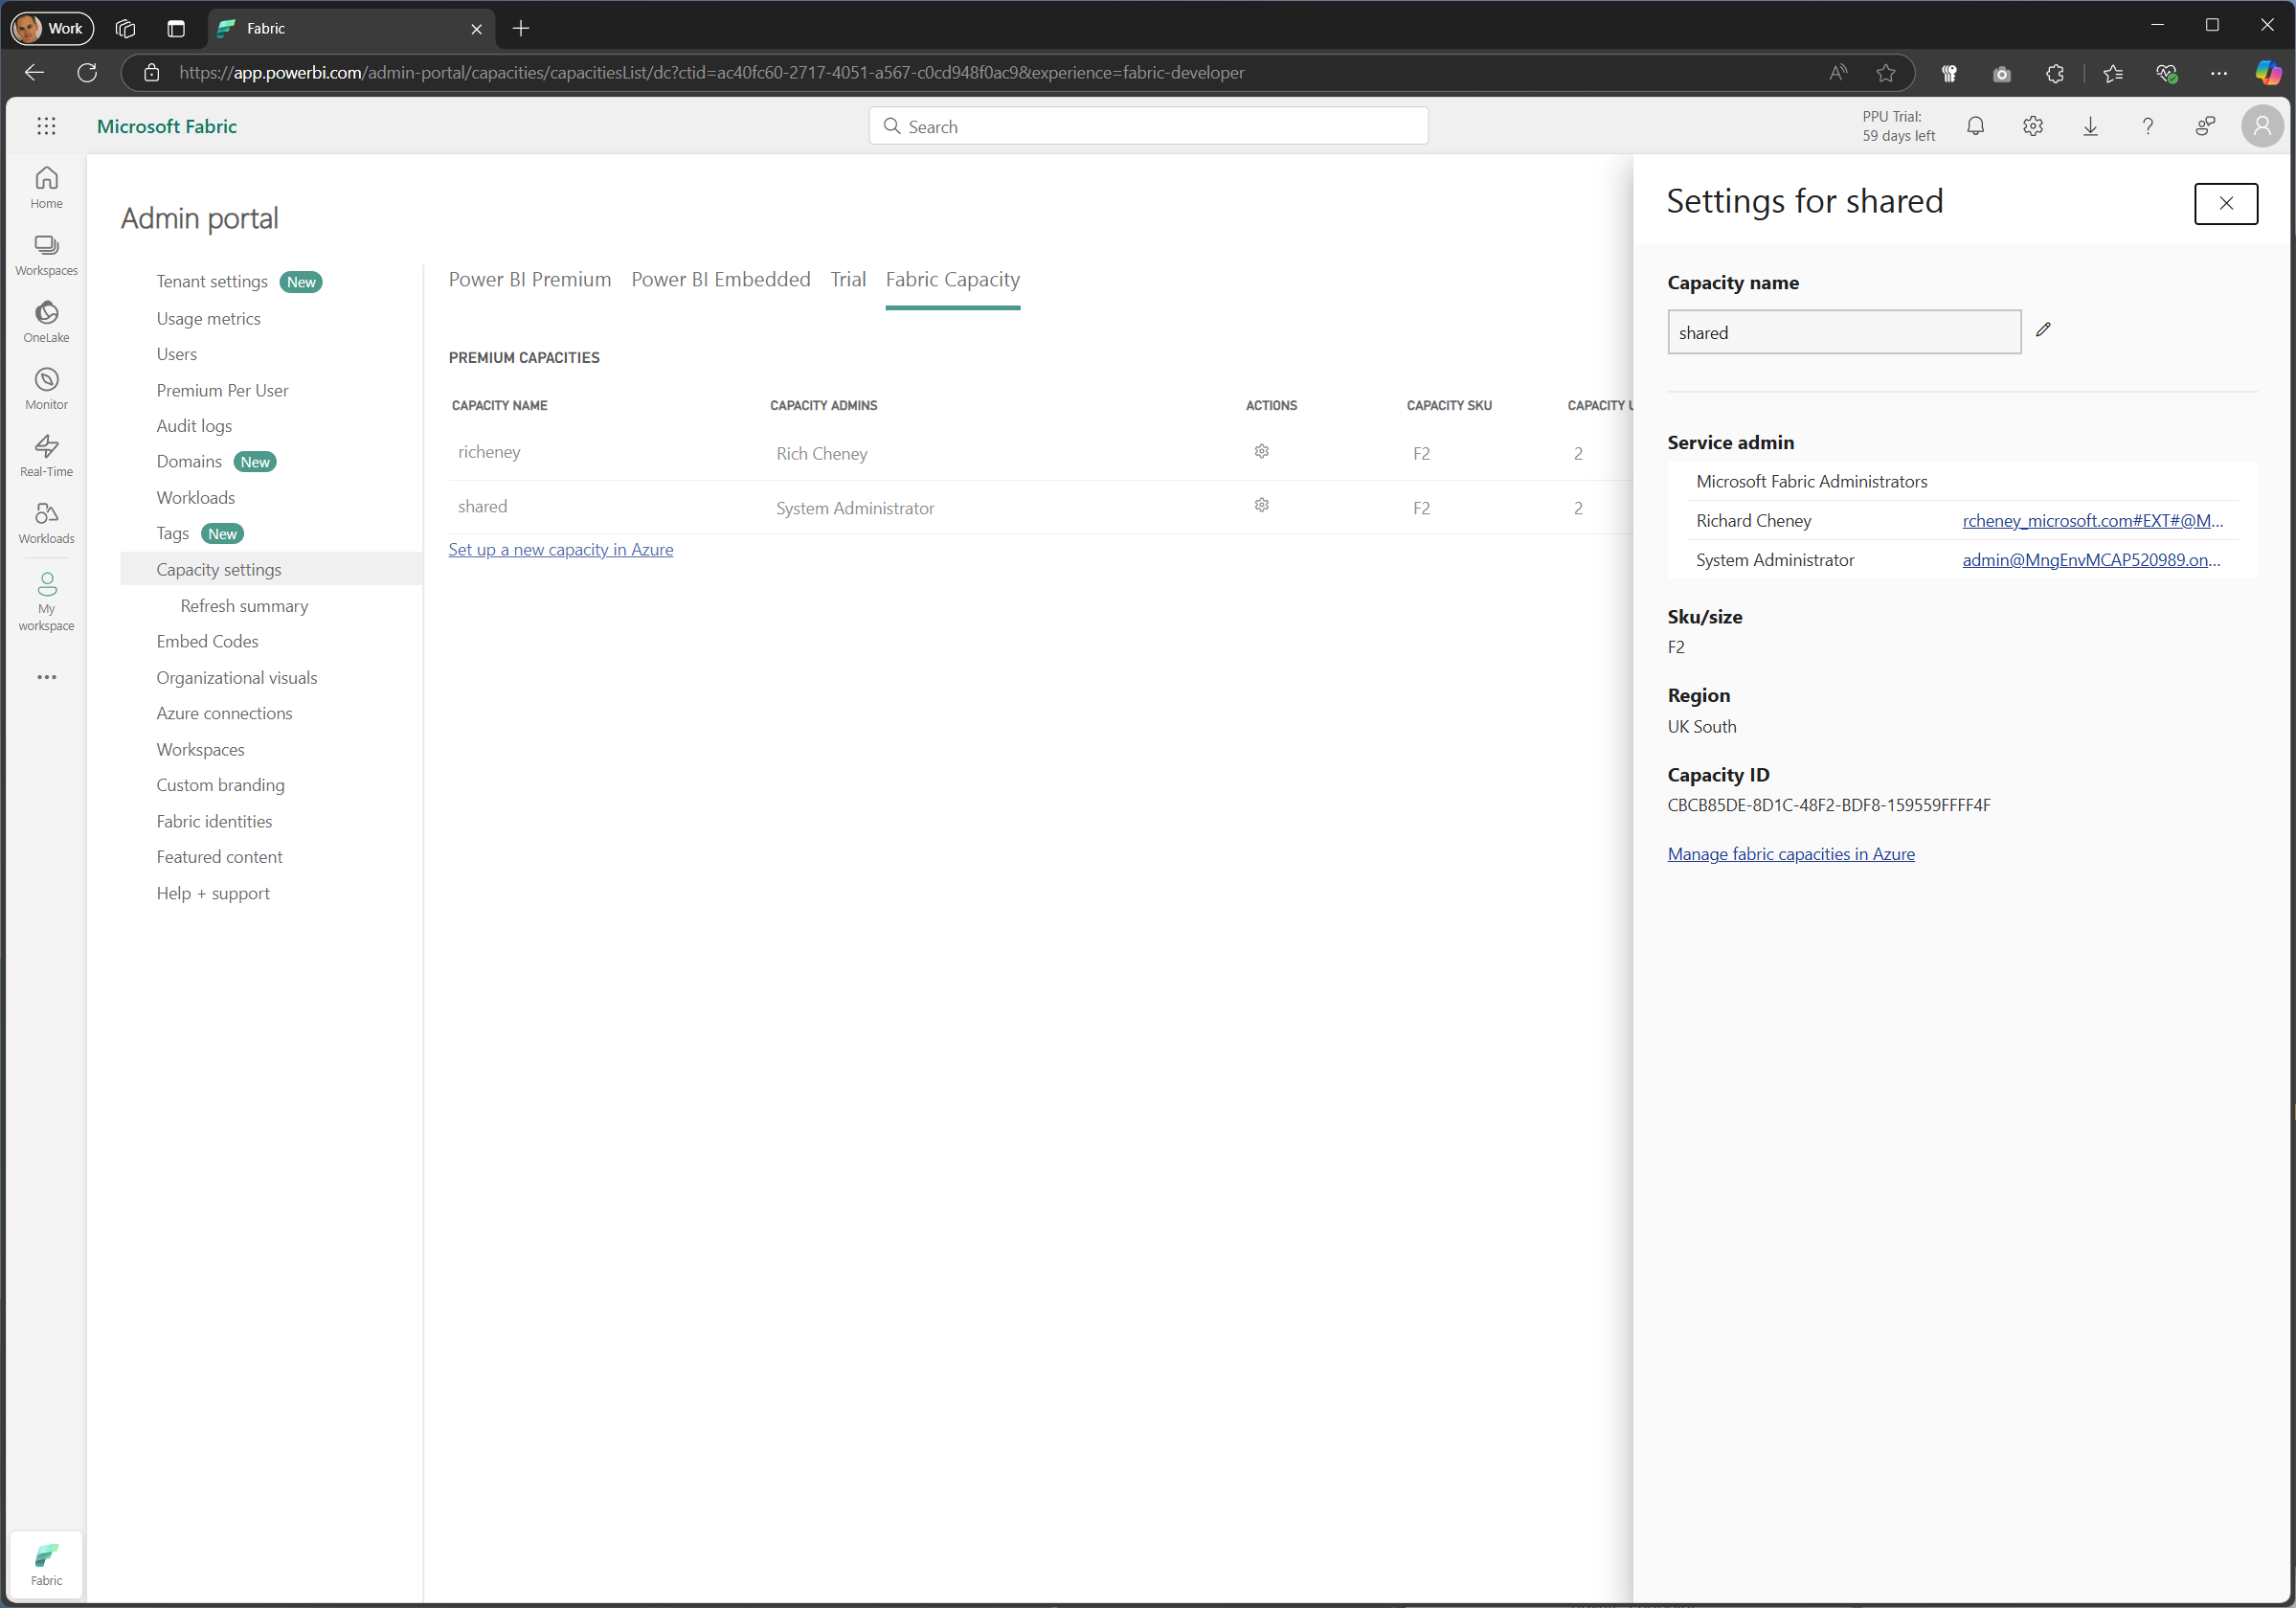 Work
Fabric
https://app.powerbi.com/admin-portal/capacities/capacitiesList/dc?ctid=ac40fc60-2717-4051-a567-c0cd948f0ac9&experience=fabric-developer
Microsoft Fabric
Search
PPU Trial:
59 days left
Home
Workspaces
OneLake
Monitor
Real-Time
Workloads
My
workspace
Fabric
Admin portal
Tenant settings New
Usage metrics
Users
Premium Per User
Audit logs
Domains New
Workloads
Tags New
Capacity settings
Refresh summary
Embed Codes
Organizational visuals
Azure connections
Workspaces
Custom branding
Fabric identities
Featured content
Help + support
Power BI Premium Power BI Embedded Trial Fabric Capacity
PREMIUM CAPACITIES
CAPACITY NAME CAPACITY ADMINS ACTIONS CAPACITY SKU CAPACITY U
richeney Rich Cheney F2 2
shared System Administrator F2 2
Set up a new capacity in Azure
Settings for shared
Capacity name
shared
Service admin
Microsoft Fabric Administrators
Richard Cheney rcheney_microsoft.com#EXT#@M...
System Administrator admin@MngEnvMCAP520989.on...
Sku/size
F2
Region
UK South
Capacity ID
CBCB85DE-8D1C-48F2-BDF8-159559FFFF4F
Manage fabric capacities in Azure